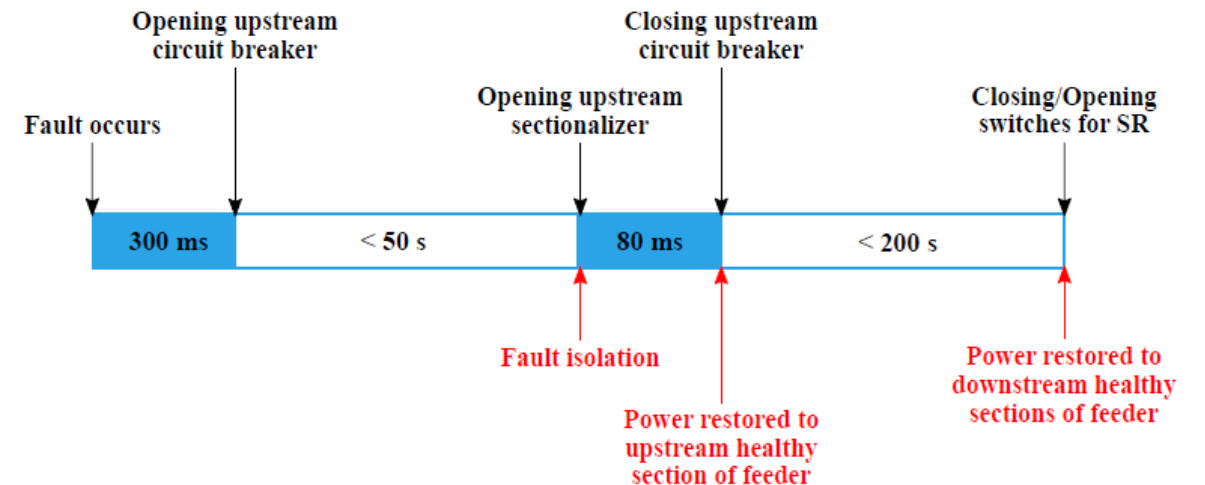 Opening upstream
circuit breaker
Closing upstream
circuit breaker
Opening upstream
sectionalizer
Closing/Opening
switches for SR
Fault occurs
300 ms
< 50 s
80 ms
< 200 s
Fault isolation
Power restored to
upstream healthy
section of feeder
Power restored to
downstream healthy
sections of feeder